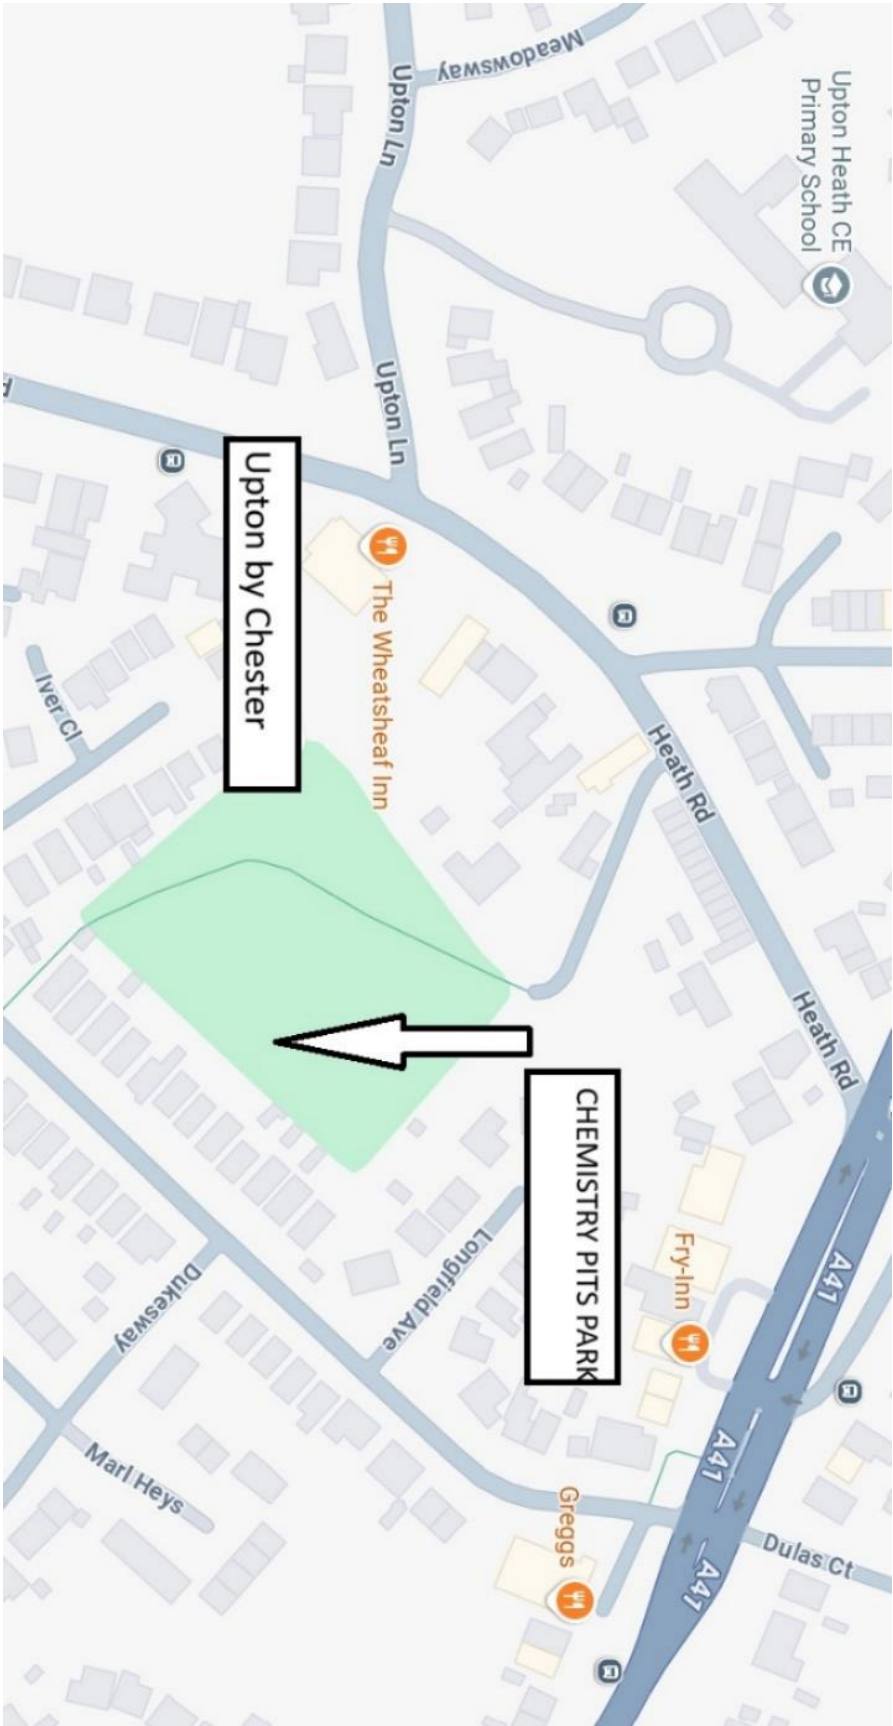 Upton Heath CE
Primary School
Meadowsway
Upton Ln
Upton Ln
Heath Rd
Heath Rd
A41
A41
A41
Dulas Ct
Fry-Inn
Greggs
The Wheatsheaf Inn
CHEMISTRY PITS PARK
Longfield Ave
Upton by Chester
Iver Cl
Dukesway
Marl Heys